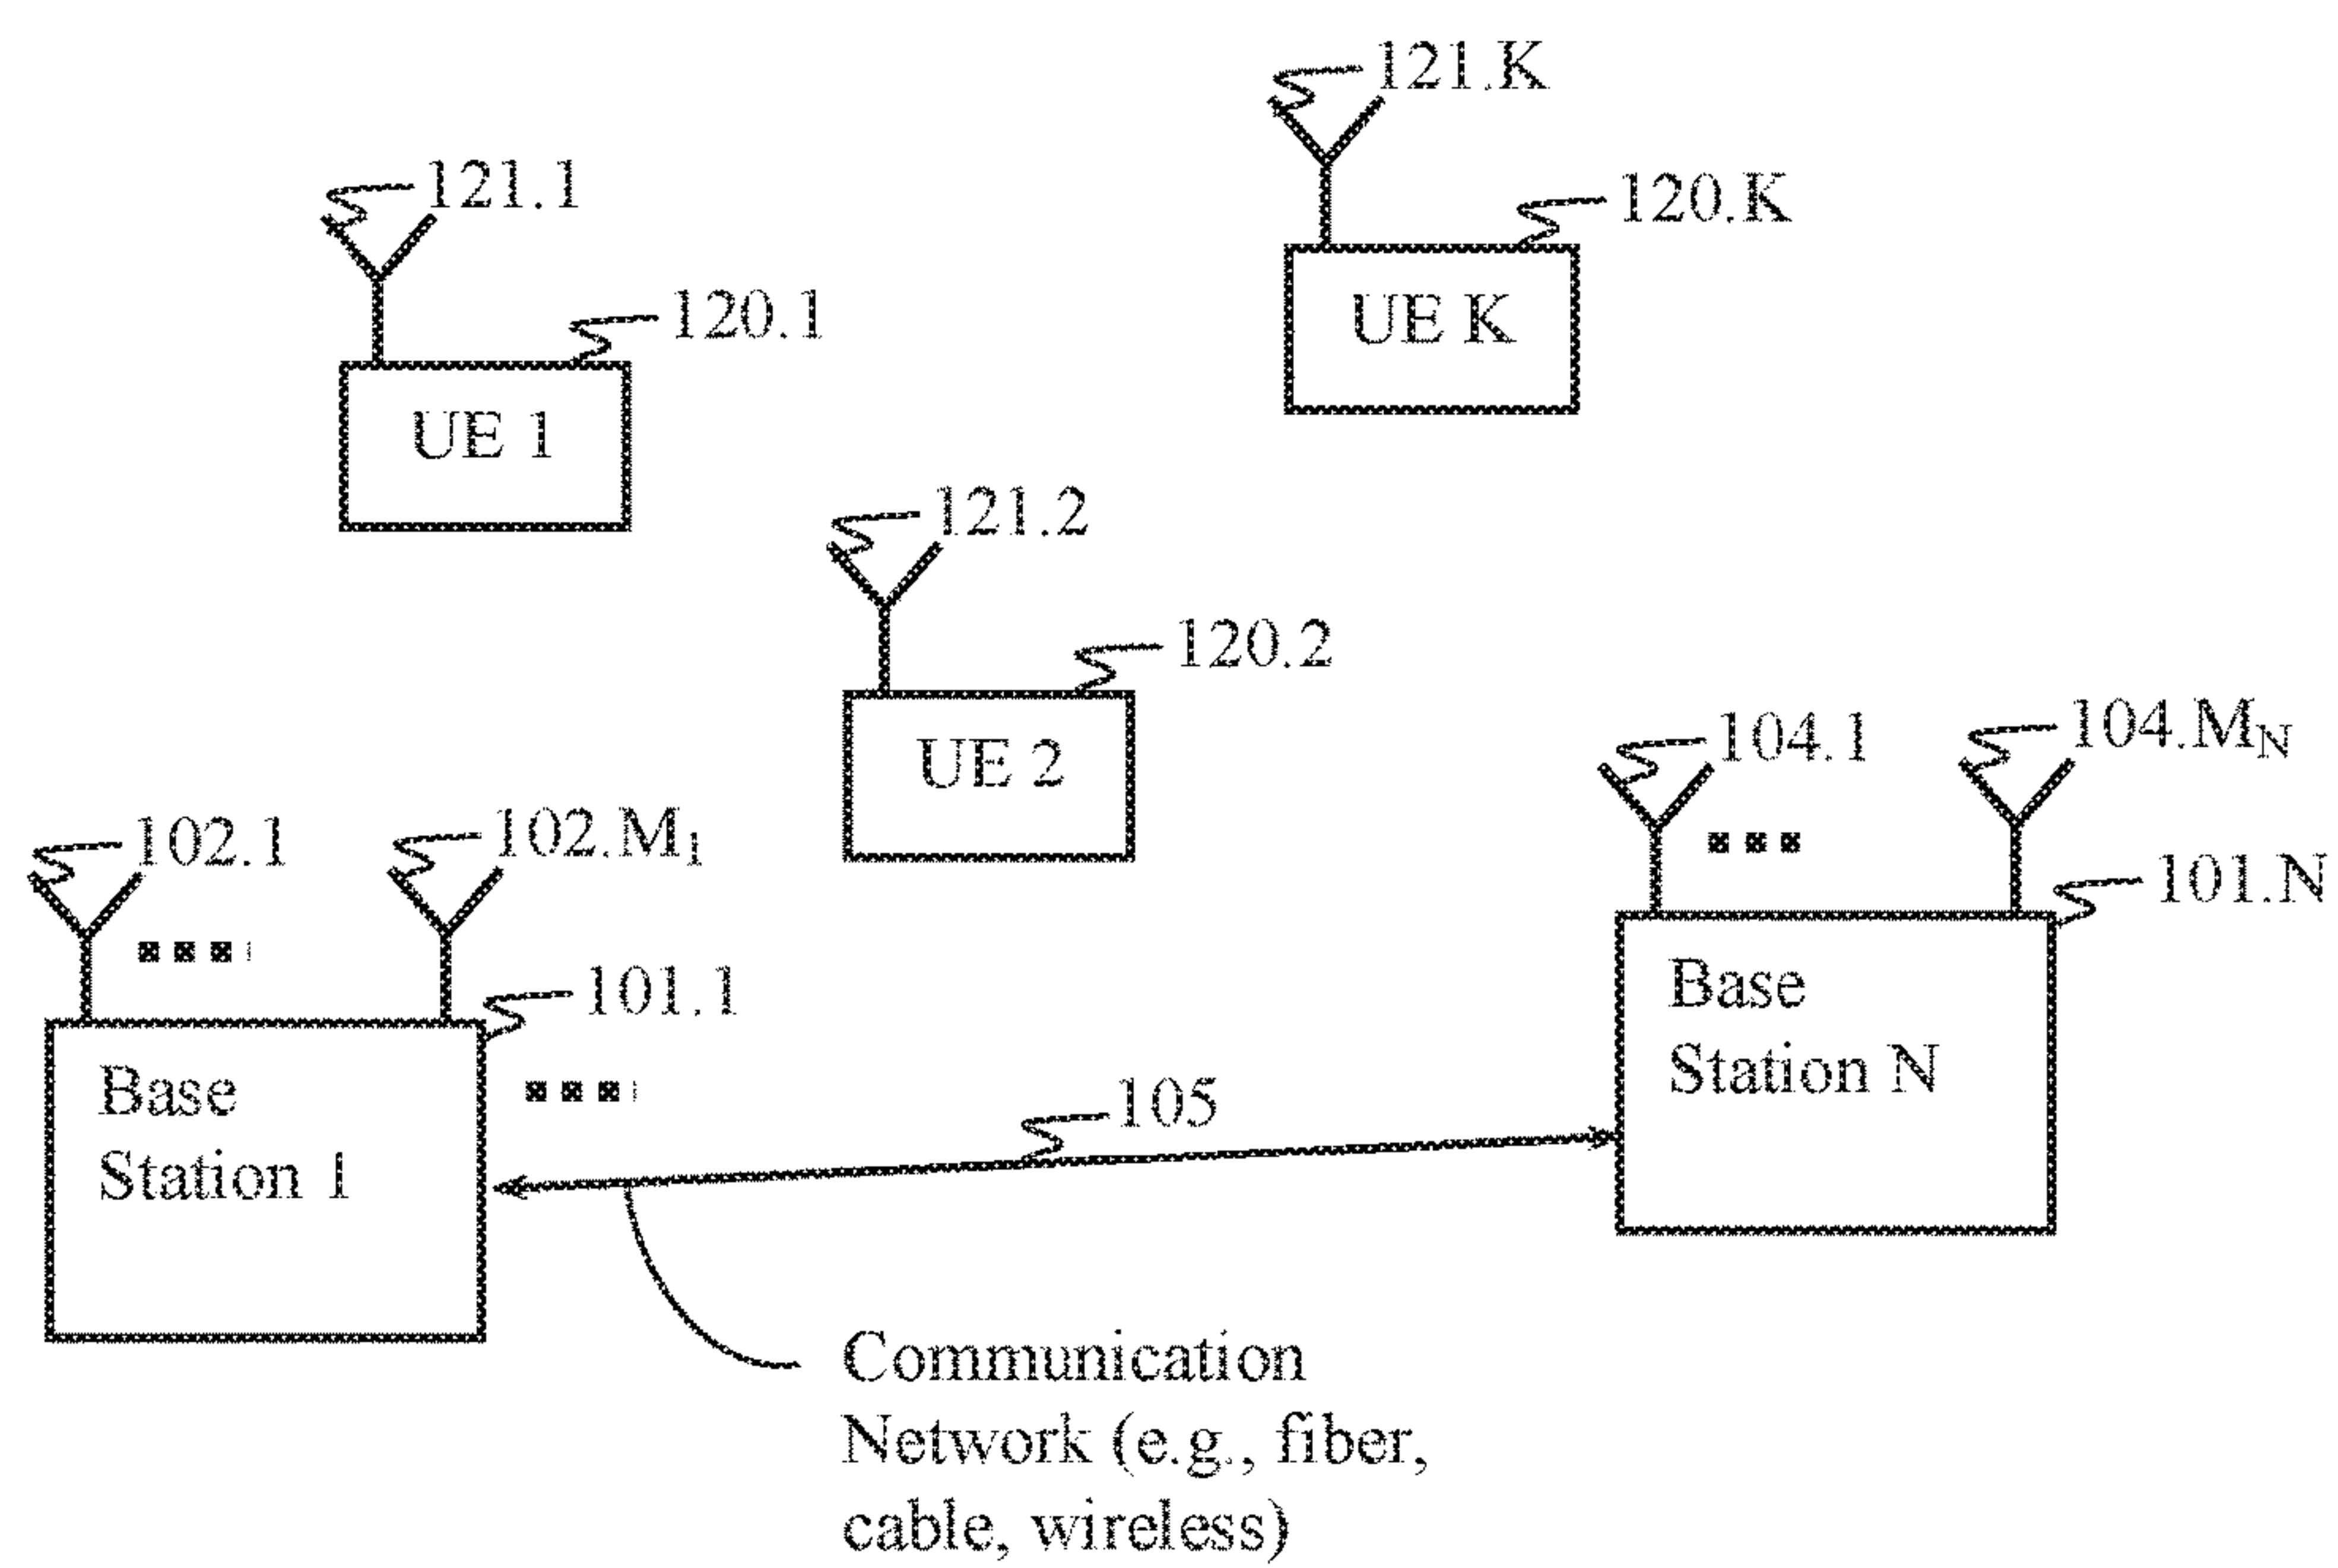 121.K
121.1
120.K
120.1
UE K
UE 1
121.2
120.2
104.1
104.M_N
UE 2
102.1
102.M_1
101.N
101.1
Base
Station N
Base
Station 1
105
Communication
Network (e.g., fiber,
cable, wireless)